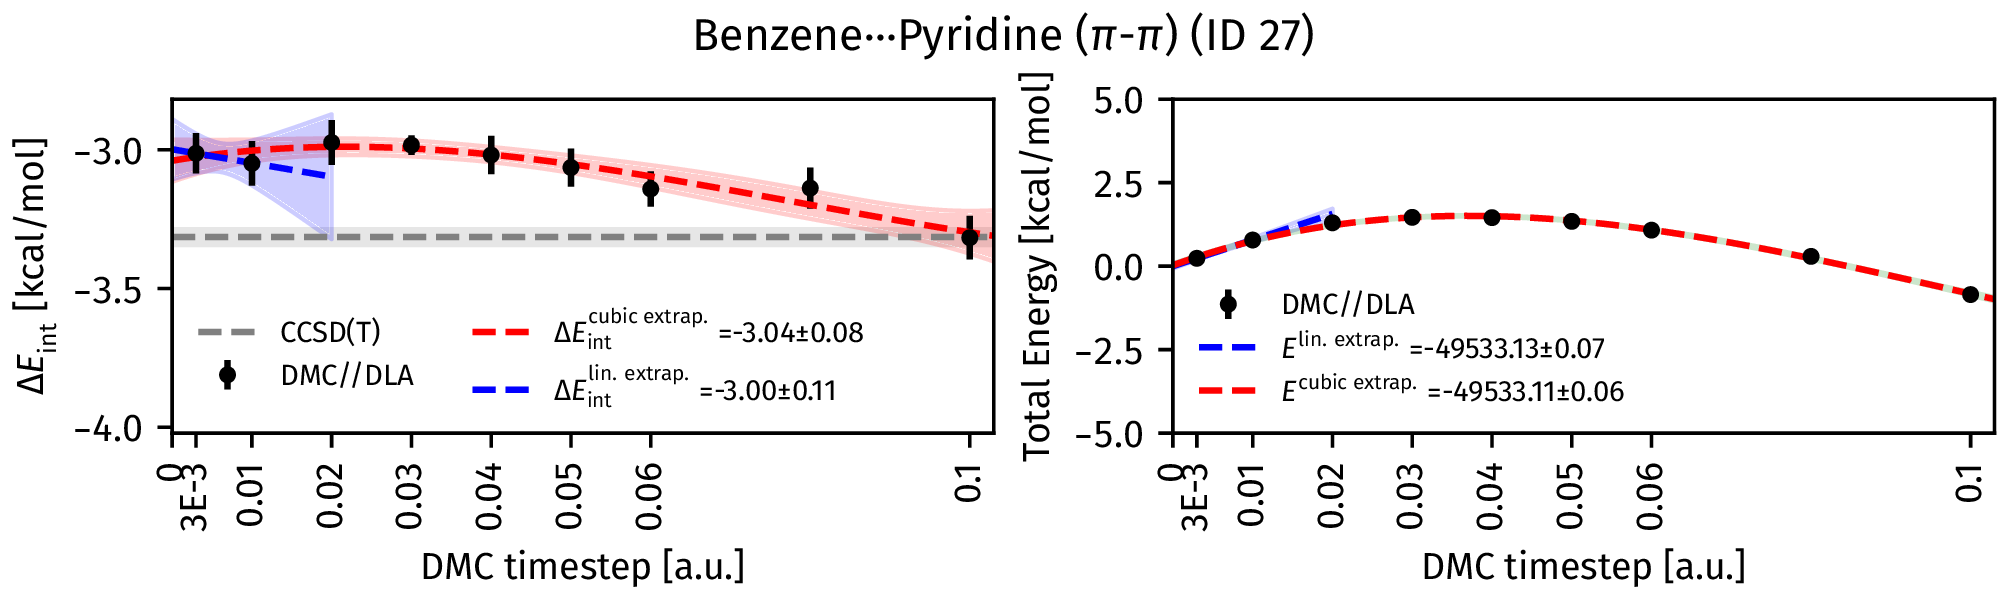 Benzene···Pyridine (π-π) (ID 27)
ΔE_int [kcal/mol]
−3.0
−3.5
−4.0
CCSD(T)
DMC//DLA
ΔE_int^cubic extrap. =-3.04±0.08
ΔE_int^lin. extrap. =-3.00±0.11
0
3E-3
0.01
0.02
0.03
0.04
0.05
0.06
0.1
DMC timestep [a.u.]
Total Energy [kcal/mol]
5.0
2.5
0.0
−2.5
−5.0
DMC//DLA
E^lin. extrap. =-49533.13±0.07
E^cubic extrap. =-49533.11±0.06
0
3E-3
0.01
0.02
0.03
0.04
0.05
0.06
0.1
DMC timestep [a.u.]